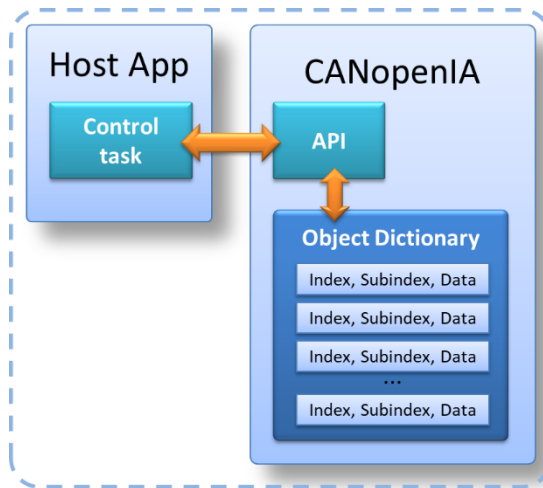 Host App
Control
task
CANopenIA
API
Object Dictionary
Index, Subindex, Data
Index, Subindex, Data
Index, Subindex, Data
...
Index, Subindex, Data